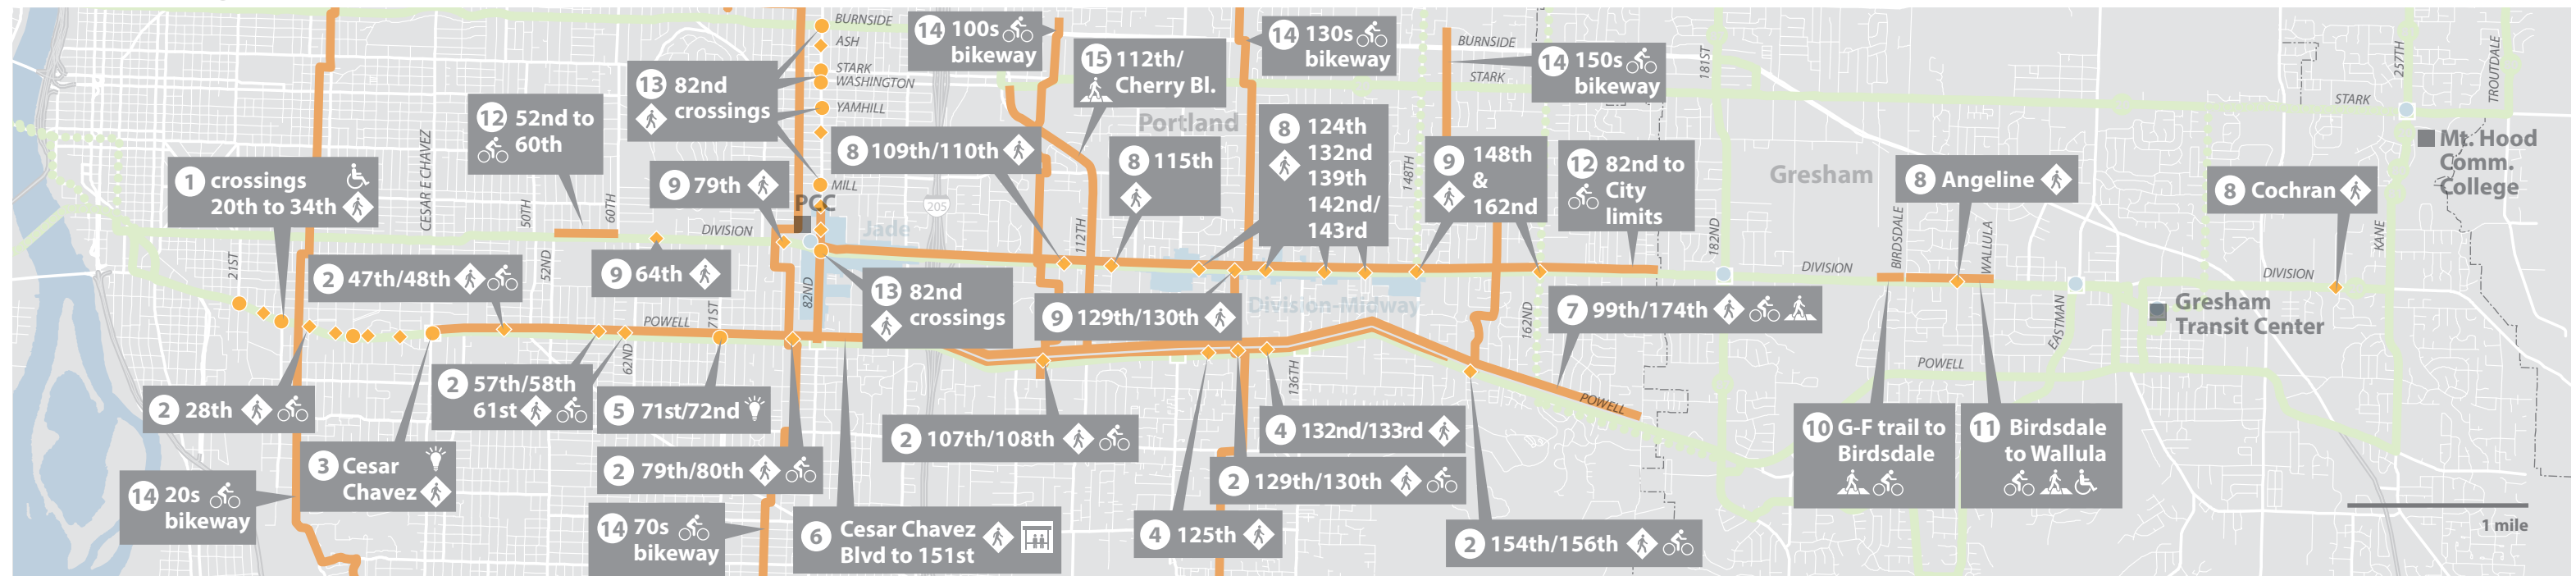 BURNSIDE
ASH
STARK
WASHINGTON
YAMHILL
MILL
14 100s
bikeway
14 130s
bikeway
BURNSIDE
STARK
14 150s
bikeway
181ST
257TH
TROUTDALE
STARK
15 112th/
Cherry Bl.
13 82nd
crossings
12 52nd to
60th
Portland
8 109th/110th
8 115th
8 124th
132nd
139th
142nd/
143rd
148TH
9 148th
&
162nd
12 82nd to
City
limits
Gresham
8 Angeline
8 Cochran
Mt. Hood
Comm.
College
1 crossings
20th to 34th
CESAR E CHAVEZ
50TH
60TH
9 79th
PCC
205
Jade
DIVISION
112TH
182ND
BIRDSDALE
WALLULA
KANE
21ST
52ND
2 47th/48th
9 64th
82ND
13 82nd
crossings
9 129th/130th
Division-Midway
162ND
7 99th/174th
DIVISION
EASTMAN
DIVISION
Gresham
Transit Center
POWELL
71ST
62ND
136TH
POWELL
POWELL
2 28th
2 57th/58th
61st
5 71st/72nd
2 107th/108th
4 132nd/133rd
10 G-F trail to
Birdsdale
11 Birdsdale
to Wallula
3 Cesar
Chavez
2 79th/80th
2 129th/130th
14 20s
bikeway
14 70s
bikeway
6 Cesar Chavez
Blvd to 151st
4 125th
2 154th/156th
1 mile